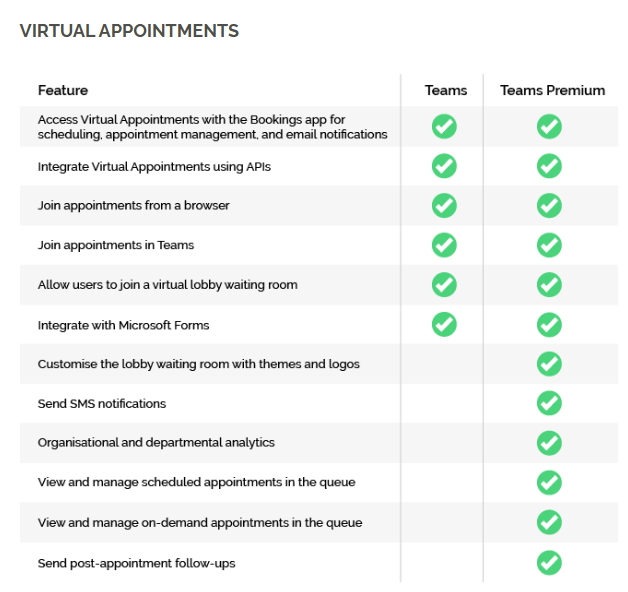 VIRTUAL APPOINTMENTS
Feature Teams Teams Premium
Access Virtual Appointments with the Bookings app for
scheduling, appointment management, and email notifications
Integrate Virtual Appointments using APIs
Join appointments from a browser
Join appointments in Teams
Allow users to join a virtual lobby waiting room
Integrate with Microsoft Forms
Customise the lobby waiting room with themes and logos
Send SMS notifications
Organisational and departmental analytics
View and manage scheduled appointments in the queue
View and manage on-demand appointments in the queue
Send post-appointment follow-ups